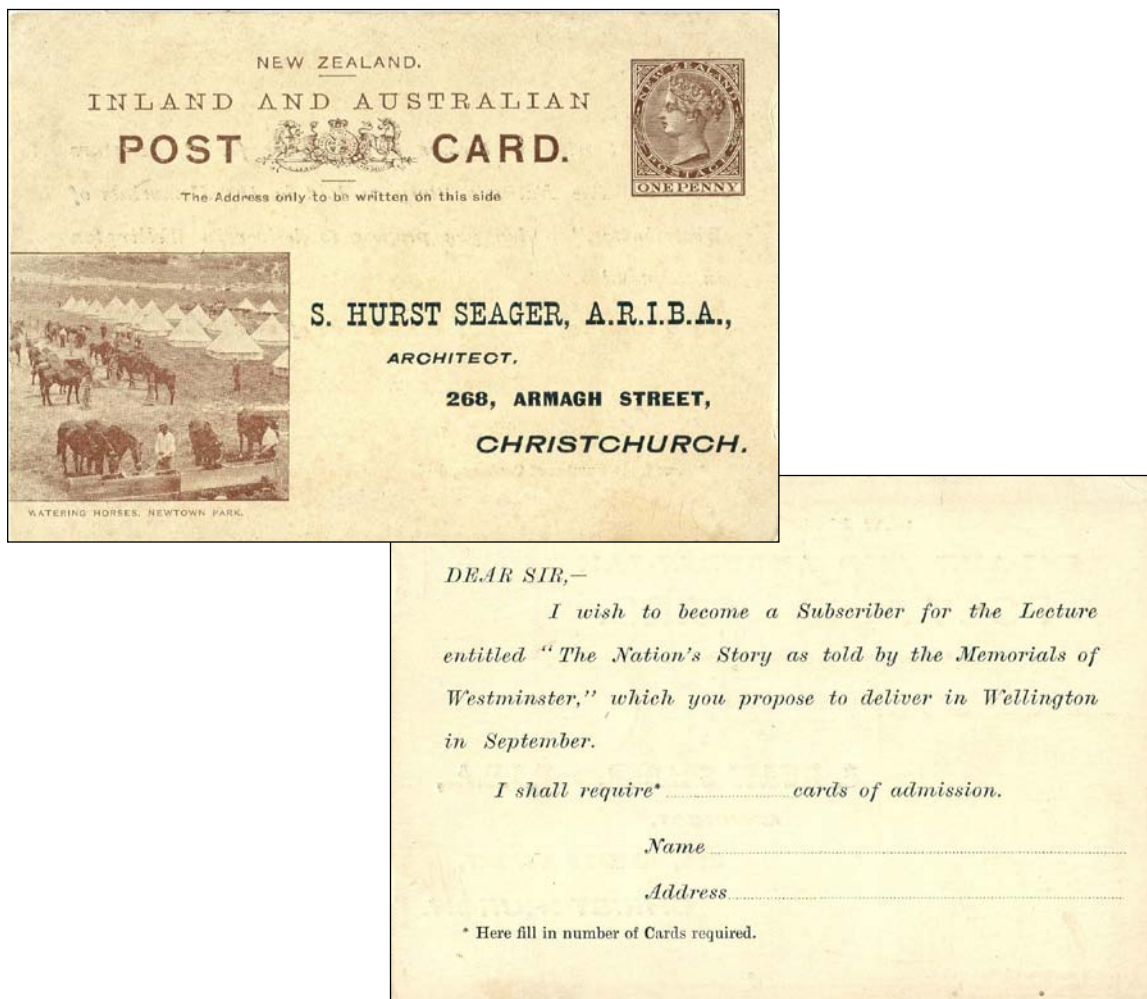 NEW ZEALAND.
INLAND AND AUSTRALIAN
POST CARD.
The Address only to be written on this side
NEW ZEALAND
POSTAGE
ONE PENNY
S. HURST SEAGER, A.R.I.B.A.,
ARCHITECT,
268, ARMAGH STREET,
CHRISTCHURCH.
WATERING HORSES, NEWTOWN PARK.
DEAR SIR,—
I wish to become a Subscriber for the Lecture
entitled "The Nation's Story as told by the Memorials of
Westminster," which you propose to deliver in Wellington
in September.
I shall require* cards of admission.
Name
Address
* Here fill in number of Cards required.